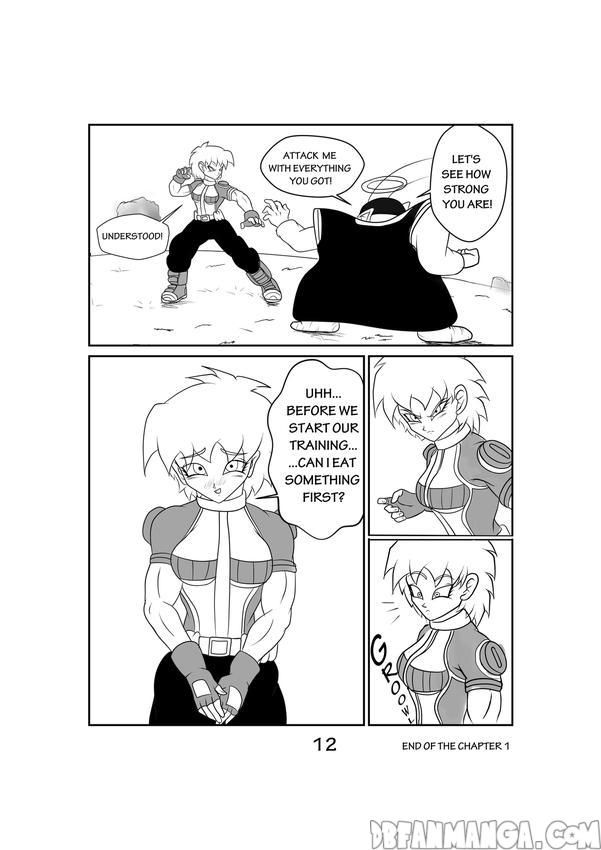 LET'S
SEE HOW
STRONG
YOU ARE!
ATTACK ME
WITH EVERYTHING
YOU GOT!
UNDERSTOOD!
GROOWL
UHH...
BEFORE WE
START OUR
TRAINING...
...CAN I EAT
SOMETHING
FIRST?
12
END OF THE CHAPTER 1
DBFANMANGA.COM